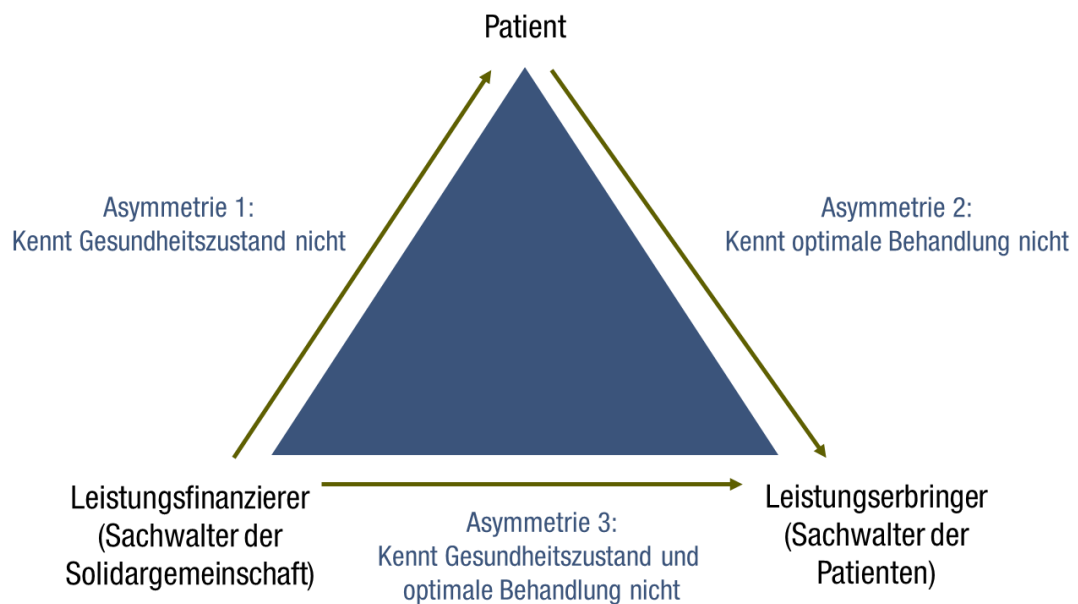 Patient
Asymmetrie 1:
Kennt Gesundheitszustand nicht
Asymmetrie 2:
Kennt optimale Behandlung nicht
Leistungsfinanzierer
(Sachwalter der
Solidargemeinschaft)
Asymmetrie 3:
Kennt Gesundheitszustand und
optimale Behandlung nicht
Leistungserbringer
(Sachwalter der
Patienten)